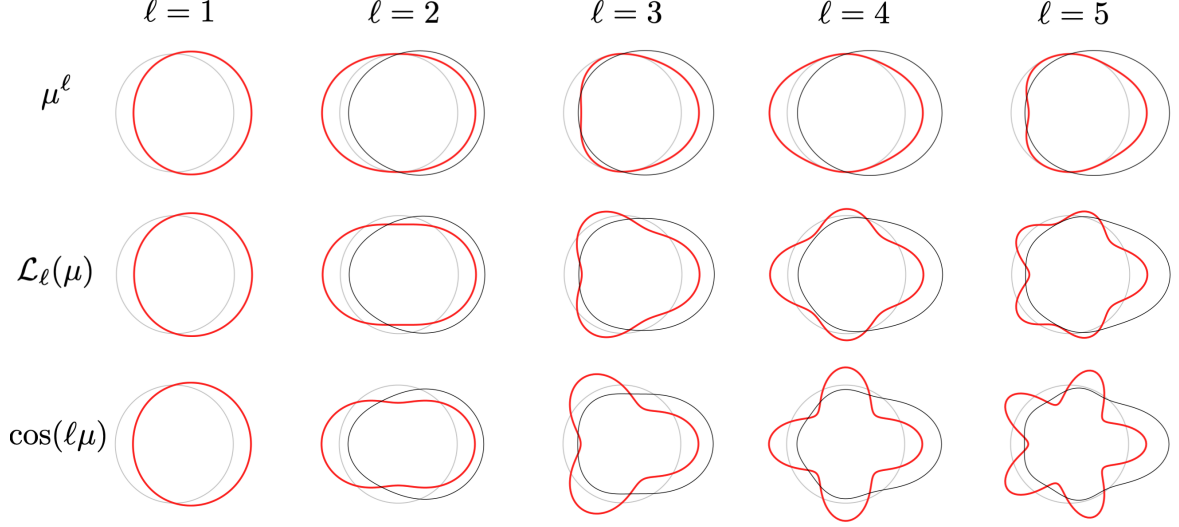 ℓ = 1 ℓ = 2 ℓ = 3 ℓ = 4 ℓ = 5
μ^ℓ
ℒ_ℓ(μ)
cos(ℓμ)